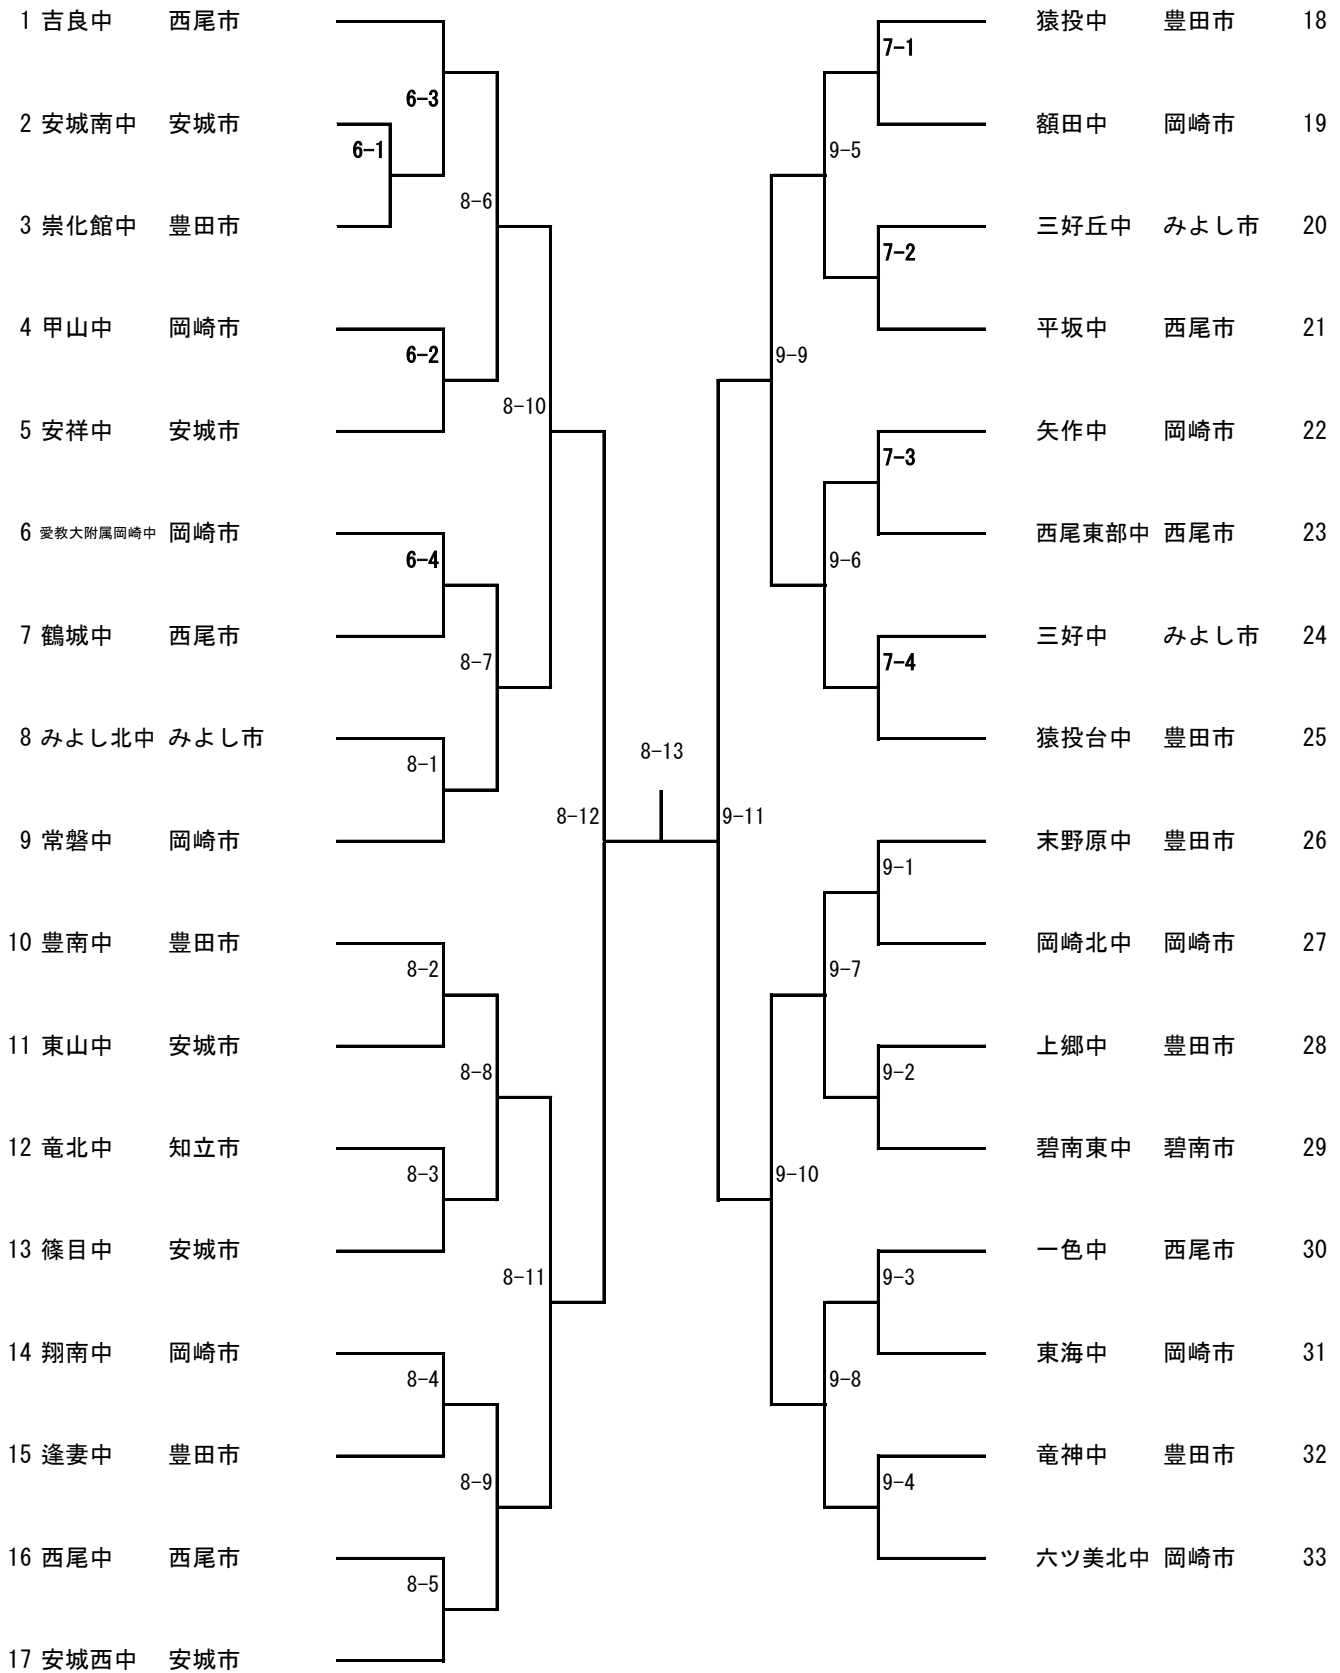 1 吉良中 西尾市
猿投中 豊田市 18
7-1
6-3
2 安城南中 安城市
額田中 岡崎市 19
6-1
9-5
8-6
3 崇化館中 豊田市
三好丘中 みよし市 20
7-2
4 甲山中 岡崎市
平坂中 西尾市 21
6-2
9-9
8-10
5 安祥中 安城市
矢作中 岡崎市 22
7-3
6 愛教大附属岡崎中 岡崎市
西尾東部中 西尾市 23
6-4
9-6
7 鶴城中 西尾市
三好中 みよし市 24
8-7
7-4
8 みよし北中 みよし市
猿投台中 豊田市 25
8-13
8-1
8-12
9-11
9 常磐中 岡崎市
末野原中 豊田市 26
9-1
10 豊南中 豊田市
岡崎北中 岡崎市 27
8-2
9-7
11 東山中 安城市
上郷中 豊田市 28
8-8
9-2
12 竜北中 知立市
碧南東中 碧南市 29
8-3
9-10
13 篠目中 安城市
一色中 西尾市 30
8-11
9-3
14 翔南中 岡崎市
東海中 岡崎市 31
8-4
9-8
15 逢妻中 豊田市
竜神中 豊田市 32
8-9
9-4
16 西尾中 西尾市
六ツ美北中 岡崎市 33
8-5
17 安城西中 安城市